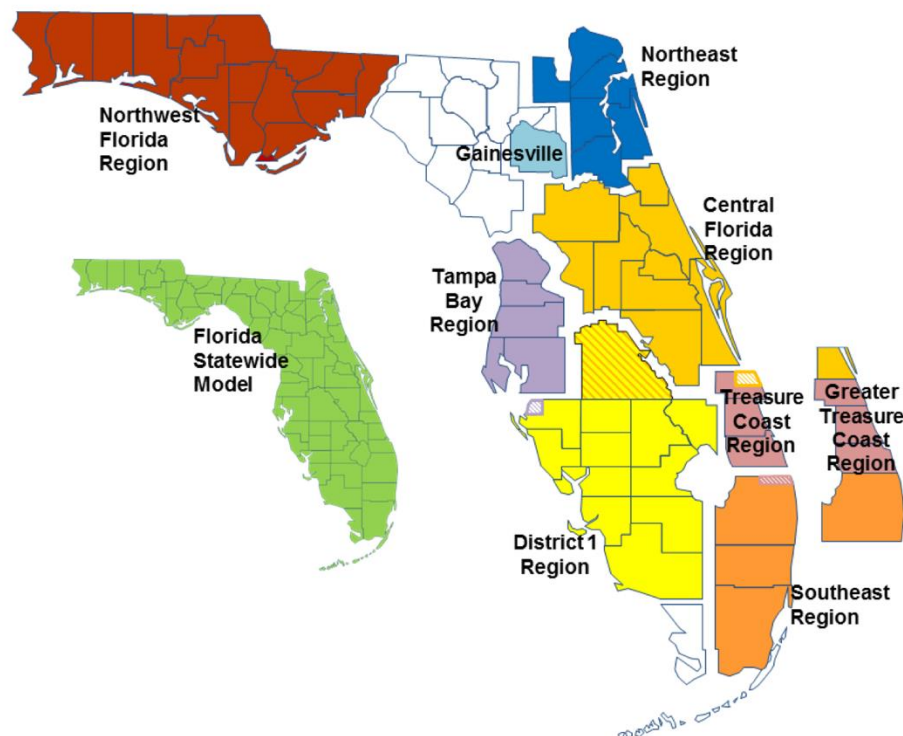 Northeast
Region
Northwest
Florida
Region
Gainesville
Central
Florida
Region
Tampa
Bay
Region
Florida
Statewide
Model
Treasure
Coast
Region
Greater
Treasure
Coast
Region
District 1
Region
Southeast
Region